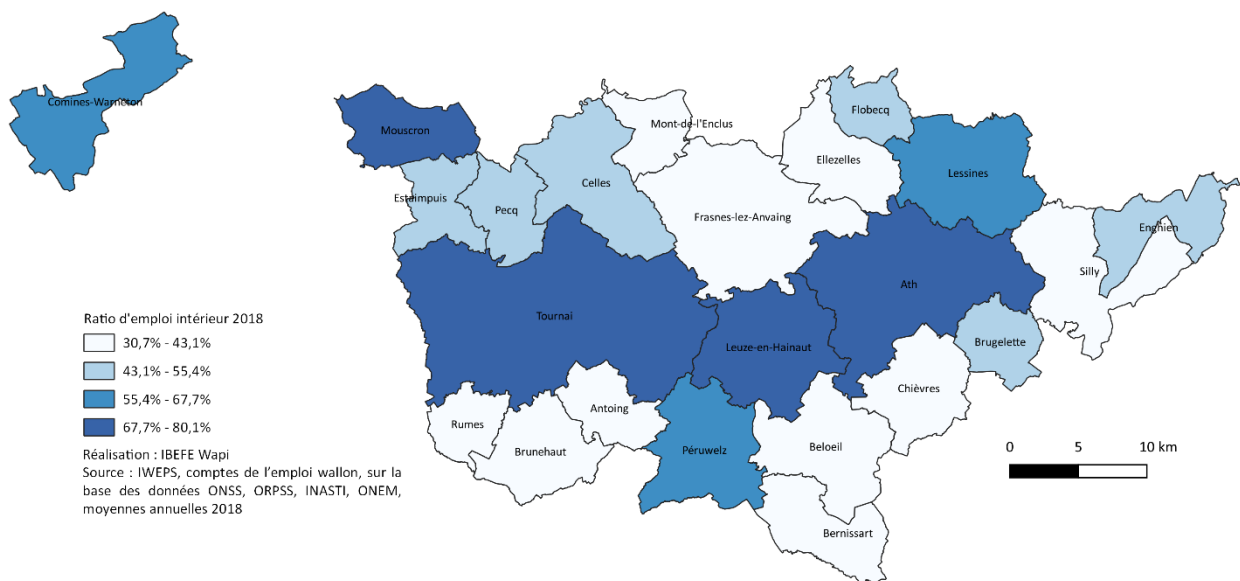 Comines-Warneton
Mouscron
Mont-de-l'Enclus
Flobecq
Ellezelles
Lessines
Celles
Estaimpuis
Pecq
Frasnes-lez-Anvaing
Enghien
Silly
Ath
Tournai
Leuze-en-Hainaut
Brugelette
Chièvres
Antoing
Rumes
Brunehaut
Péruwelz
Beloeil
Bernissart
Ratio d'emploi intérieur 2018
30,7% - 43,1%
43,1% - 55,4%
55,4% - 67,7%
67,7% - 80,1%
Réalisation : IBEFE Wapi
Source : IWEPS, comptes de l'emploi wallon, sur la
base des données ONSS, ORPSS, INASTI, ONEM,
moyennes annuelles 2018
0 5 10 km